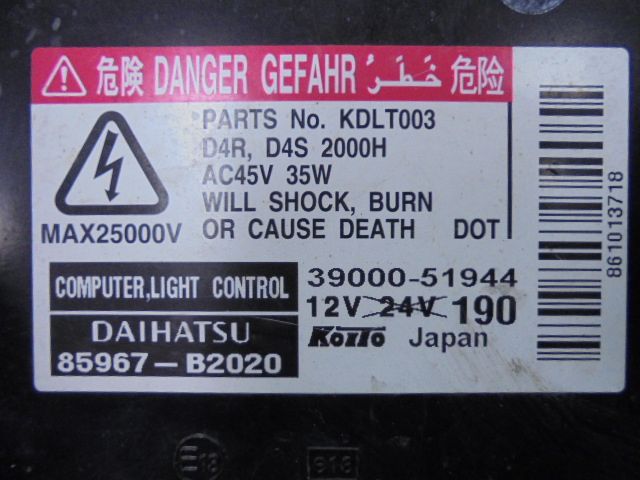 危険 DANGER GEFAHR خَطَرُ 危险
PARTS No. KDLT003
D4R, D4S 2000H
AC45V 35W
WILL SHOCK, BURN
OR CAUSE DEATH DOT
MAX25000V
861013718
COMPUTER,LIGHT CONTROL
DAIHATSU
85967-B2020
39000-51944
12V 24V 190
KOITO Japan
918